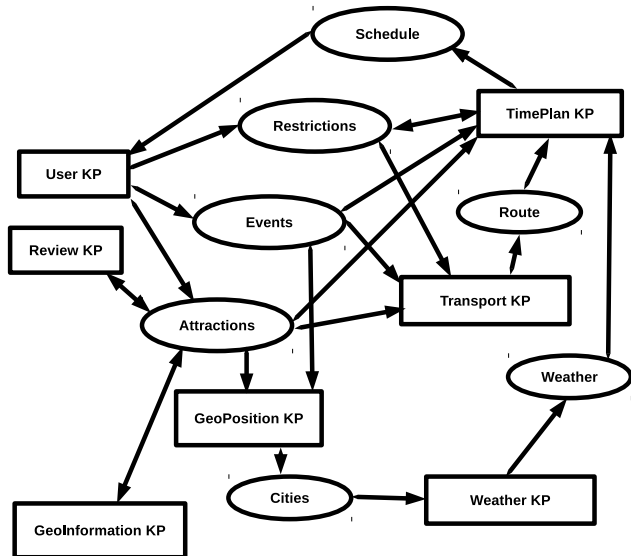 Schedule
TimePlan KP
Restrictions
User KP
Events
Route
Review KP
Transport KP
Attractions
Weather
GeoPosition KP
Cities
Weather KP
GeoInformation KP